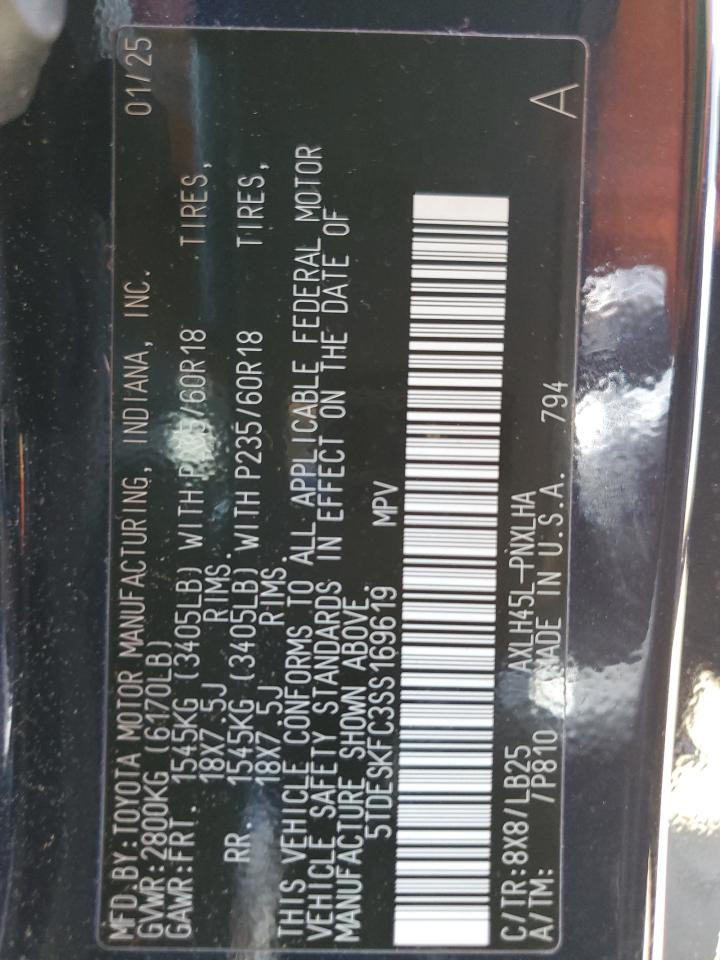 MFD.BY:TOYOTA MOTOR MANUFACTURING, INDIANA, INC. 01/25
GVWR:2800KG (6170LB)
GAWR:FRT. 1545KG (3405LB) WITH P235/60R18 TIRES,
18X7.5J RIMS.
RR. 1545KG (3405LB) WITH P235/60R18 TIRES,
18X7.5J RIMS.
THIS VEHICLE CONFORMS TO ALL APPLICABLE FEDERAL MOTOR
VEHICLE SAFETY STANDARDS IN EFFECT ON THE DATE OF
MANUFACTURE SHOWN ABOVE.
5TDESKFC3SS169619 MPV
C/TR:8X8/LB25 AXLH45L-PNXLHA
A/TM: /P810 MADE IN U.S.A. 794 A